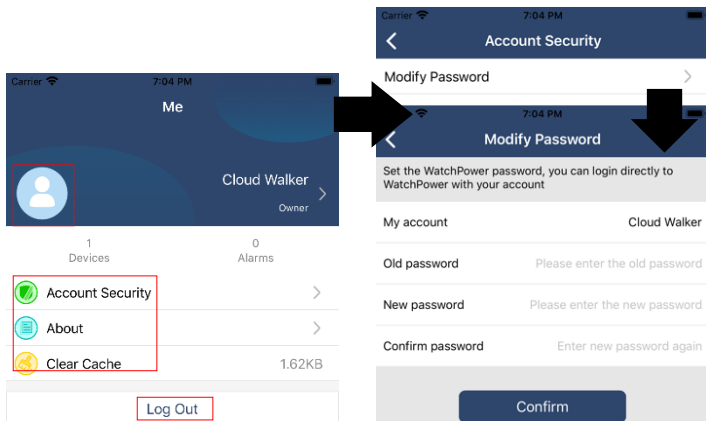 Carrier 7:04 PM
Me
Cloud Walker
Owner
1 0
Devices Alarms
Account Security
About
Clear Cache 1.62KB
Log Out
Carrier 7:04 PM
Account Security
Modify Password
7:04 PM
Modify Password
Set the WatchPower password, you can login directly to
WatchPower with your account
My account Cloud Walker
Old password Please enter the old password
New password Please enter the new password
Confirm password Enter new password again
Confirm